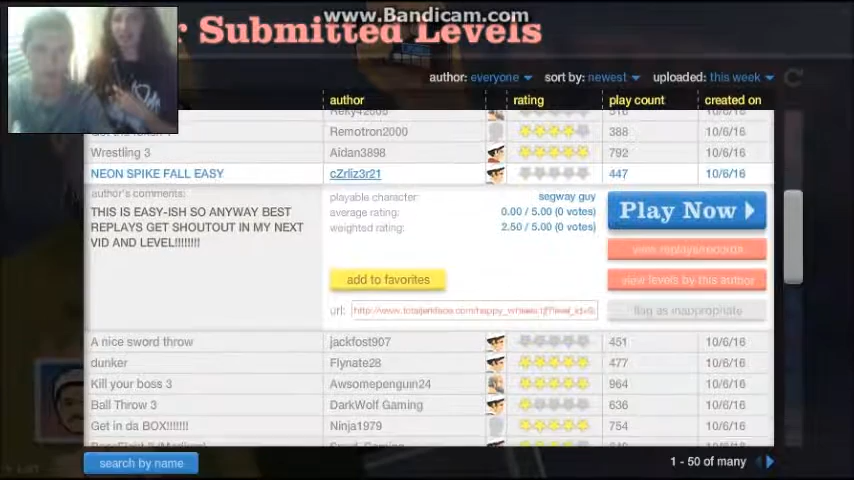 www.Bandicam.com
Submitted Levels
author: everyone sort by: newest uploaded: this week
author rating play count created on
Remotron2000 388 10/6/16
Wrestling 3 Aidan3898 792 10/6/16
NEON SPIKE FALL EASY cZrliz3r21 447 10/6/16
author's comments:
THIS IS EASY-ISH SO ANYWAY BEST
REPLAYS GET SHOUTOUT IN MY NEXT
VID AND LEVEL!!!!!!!!
playable character: segway guy
average rating: 0.00 / 5.00 (0 votes)
weighted rating: 2.50 / 5.00 (0 votes)
Play Now
view replays/records
add to favorites
view levels by this author
url:
flag as inappropriate
A nice sword throw jackfost907 451 10/6/16
dunker Flynate28 477 10/6/16
Kill your boss 3 Awsomepenguin24 964 10/6/16
Ball Throw 3 DarkWolf Gaming 636 10/6/16
Get in da BOX!!!!!!! Ninja1979 754 10/6/16
search by name
1 - 50 of many